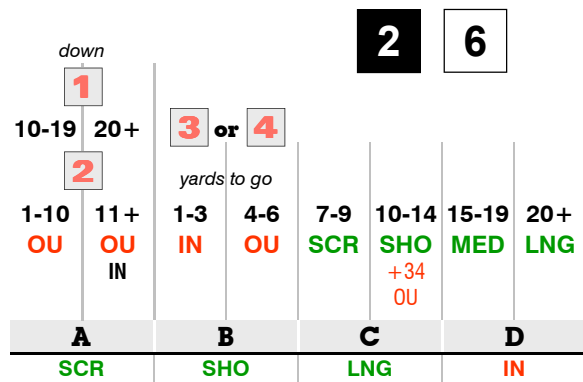 2 6
down
1
10-19 20+ 3 or 4
2 yards to go
1-10 11+ 1-3 4-6 7-9 10-14 15-19 20+
OU OU IN OU SCR SHO MED LNG
IN +34
OU
A B C D
SCR SHO LNG IN